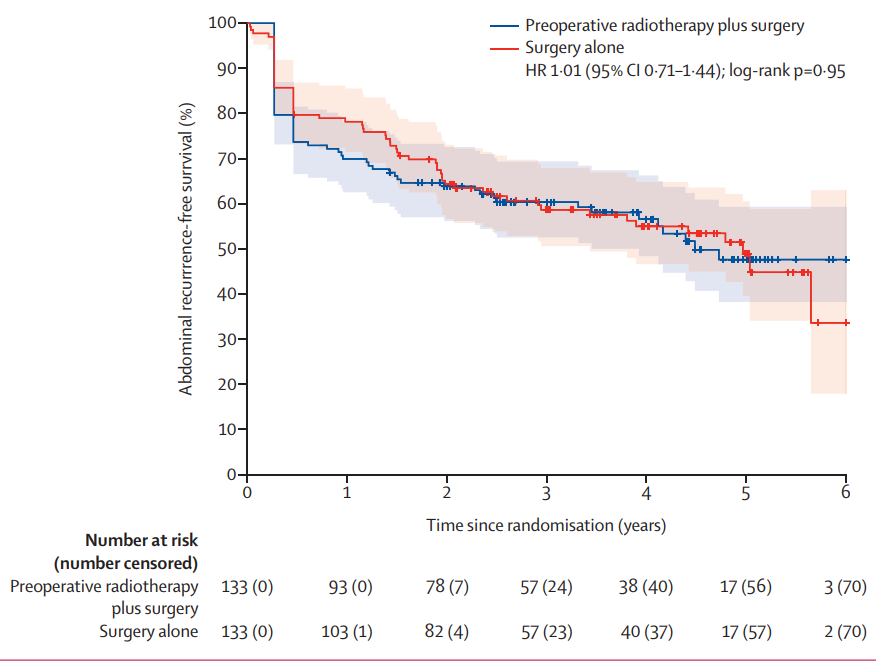 Abdominal recurrrence-free survival (%)
100
90
80
70
60
50
40
30
20
10
0
Preoperative radiotherapy plus surgery
Surgery alone
HR 1·01 (95% CI 0·71–1·44); log-rank p=0·95
0 1 2 3 4 5 6
Time since randomisation (years)
Number at risk
(number censored)
Preoperative radiotherapy 133 (0) 93 (0) 78 (7) 57 (24) 38 (40) 17 (56) 3 (70)
plus surgery
Surgery alone 133 (0) 103 (1) 82 (4) 57 (23) 40 (37) 17 (57) 2 (70)